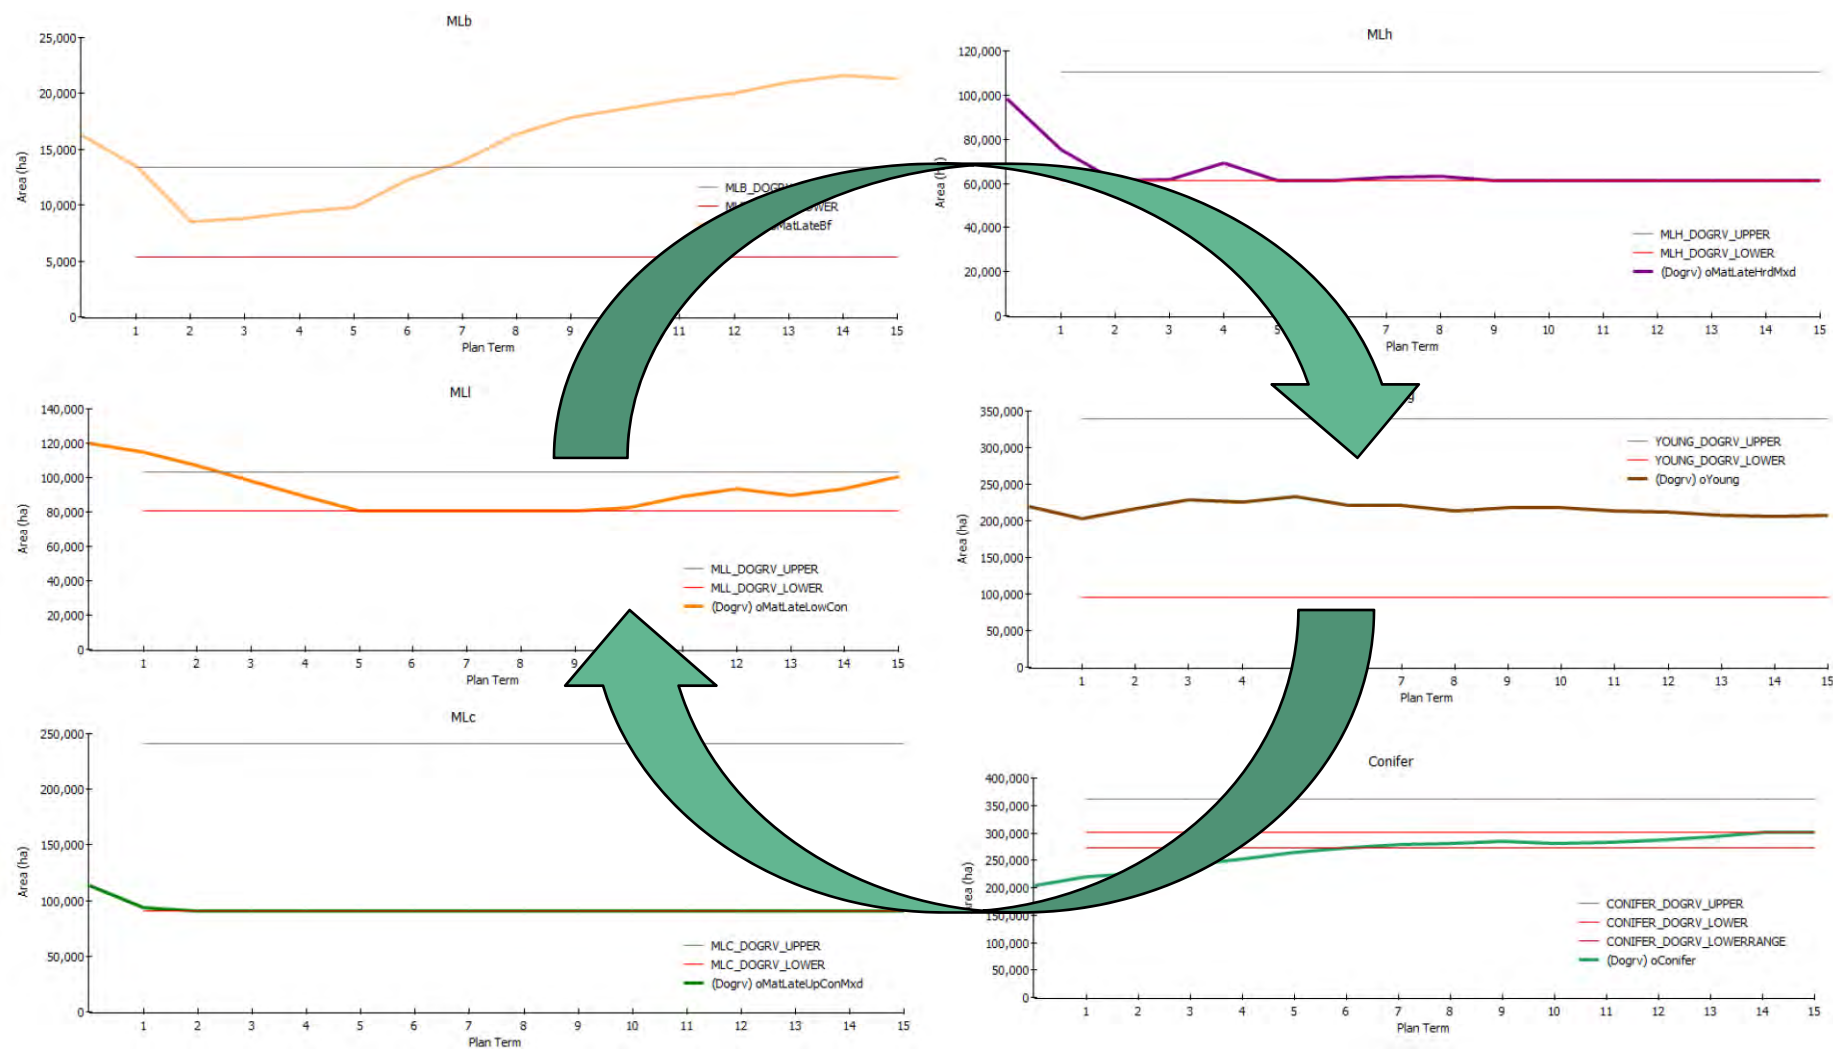 MLb
25,000
20,000
15,000
10,000
5,000
0
Area (ha)
1 2 3 4 5 6 7 8 9 11 12 13 14 15
Plan Term
MLB_DOGRV
LOWER
MatLateBf
MLh
120,000
100,000
80,000
60,000
40,000
20,000
0
1 2 3 4 5 7 8 9 10 11 12 13 14 15
Plan Term
MLH_DOGRV_UPPER
MLH_DOGRV_LOWER
(Dogrv) oMatLateHrdMxd
MLl
140,000
120,000
100,000
80,000
60,000
40,000
20,000
0
Area (ha)
1 2 3 4 5 6 7 8 9 12 13 14 15
Plan Term
MLL_DOGRV_UPPER
MLL_DOGRV_LOWER
(Dogrv) oMatLateLowCon
350,000
300,000
250,000
200,000
150,000
100,000
50,000
0
Area (ha)
1 2 3 4 5 7 8 9 10 11 12 13 14 15
Plan Term
YOUNG_DOGRV_UPPER
YOUNG_DOGRV_LOWER
(Dogrv) oYoung
MLc
250,000
200,000
150,000
100,000
50,000
0
Area (ha)
1 2 3 4 5 6 7 8 9 10 11 12 13 14 15
Plan Term
MLC_DOGRV_UPPER
MLC_DOGRV_LOWER
(Dogrv) oMatLateUpConMxd
Conifer
400,000
350,000
300,000
250,000
200,000
150,000
100,000
50,000
0
Area (ha)
1 2 3 4 5 6 7 8 9 10 11 12 13 14 15
Plan Term
CONIFER_DOGRV_UPPER
CONIFER_DOGRV_LOWER
CONIFER_DOGRV_LOWERRANGE
(Dogrv) oConifer